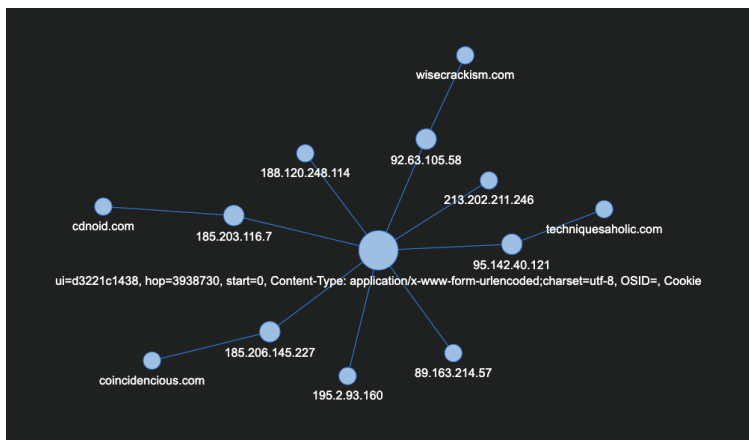 wisecrackism.com
92.63.105.58
188.120.248.114
213.202.211.246
cdnoid.com
techniquesaholic.com
185.203.116.7
95.142.40.121
ui=d3221c1438, hop=3938730, start=0, Content-Type: application/x-www-form-urlencoded;charset=utf-8, OSID=, Cookie
185.206.145.227
89.163.214.57
coincidencious.com
195.2.93.160